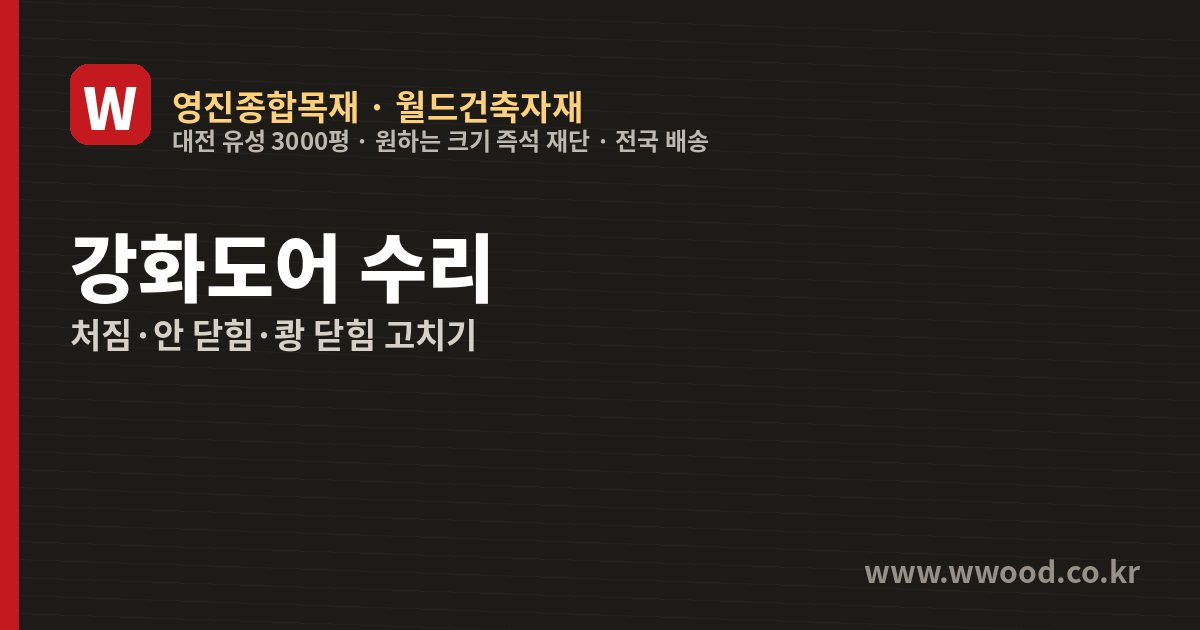 W
영진종합목재 · 월드건축자재
대전 유성 3000평 · 원하는 크기 즉석 재단 · 전국 배송
강화도어 수리
처짐·안 닫힘·쾅 닫힘 고치기
www.wwood.co.kr